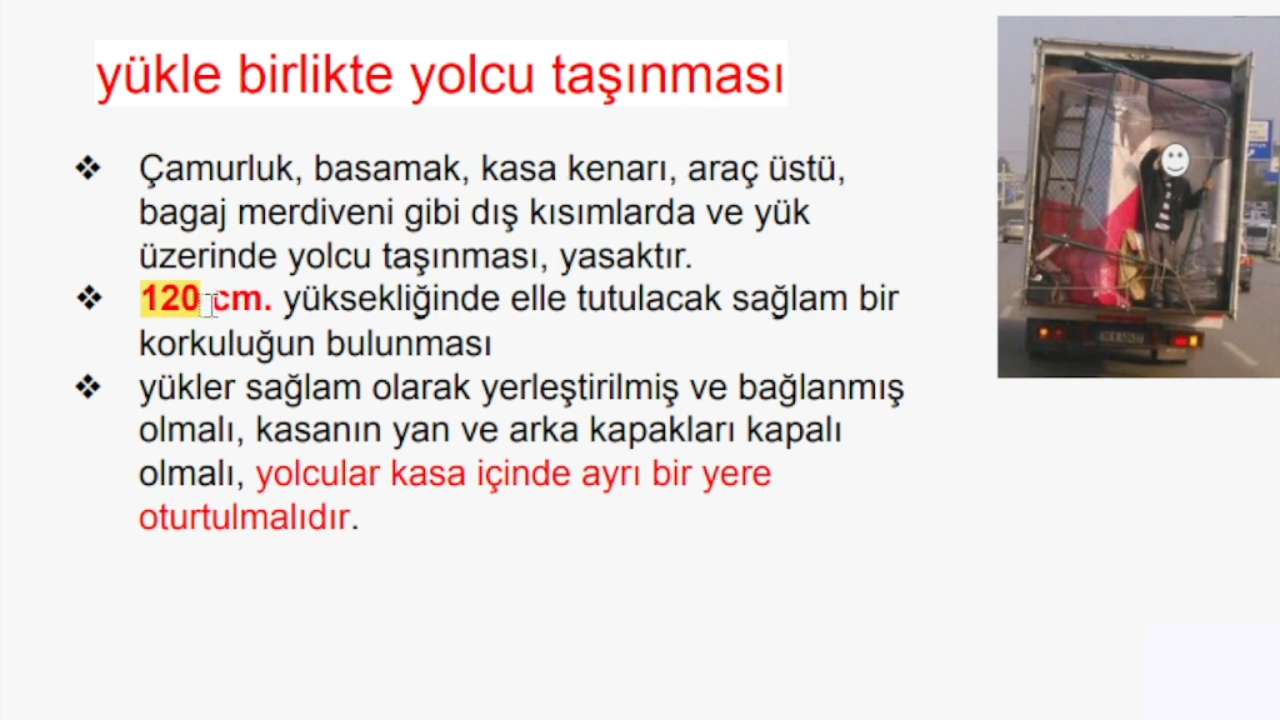 yükle birlikte yolcu taşınması
❖ Çamurluk, basamak, kasa kenarı, araç üstü,
bagaj merdiveni gibi dış kısımlarda ve yük
üzerinde yolcu taşınması, yasaktır.
❖ 120 cm. yüksekliğinde elle tutulacak sağlam bir
korkuluğun bulunması
❖ yükler sağlam olarak yerleştirilmiş ve bağlanmış
olmalı, kasanın yan ve arka kapakları kapalı
olmalı, yolcular kasa içinde ayrı bir yere
oturtulmalıdır.